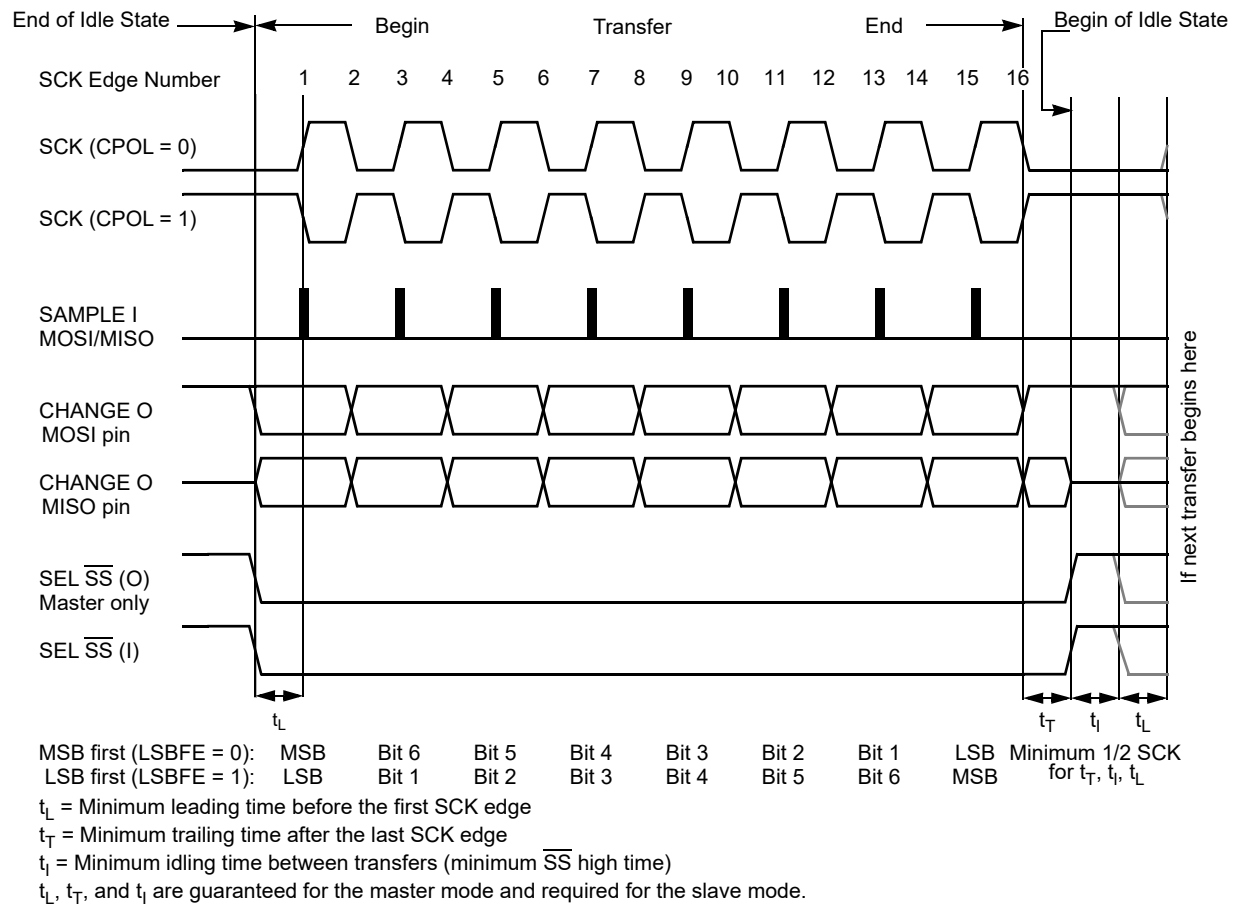 End of Idle State
Begin
Transfer
End
Begin of Idle State
SCK Edge Number
1 2 3 4 5 6 7 8 9 10 11 12 13 14 15 16
SCK (CPOL = 0)
SCK (CPOL = 1)
SAMPLE I
MOSI/MISO
CHANGE O
MOSI pin
CHANGE O
MISO pin
SEL S̅S̅ (O)
Master only
SEL S̅S̅ (I)
If next transfer begins here
tL
tT tI tL
MSB first (LSBFE = 0): MSB Bit 6 Bit 5 Bit 4 Bit 3 Bit 2 Bit 1 LSB Minimum 1/2 SCK
LSB first (LSBFE = 1): LSB Bit 1 Bit 2 Bit 3 Bit 4 Bit 5 Bit 6 MSB for tT, tI, tL
tL = Minimum leading time before the first SCK edge
tT = Minimum trailing time after the last SCK edge
tI = Minimum idling time between transfers (minimum S̅S̅ high time)
tL, tT, and tI are guaranteed for the master mode and required for the slave mode.